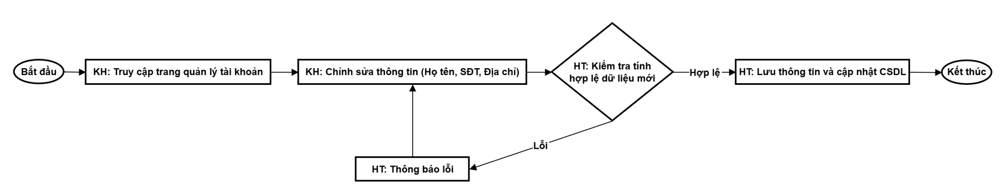 Bắt đầu
KH: Truy cập trang quản lý tài khoản
KH: Chỉnh sửa thông tin (Họ tên, SĐT, Địa chỉ)
HT: Kiểm tra tính
hợp lệ dữ liệu mới
Hợp lệ
HT: Lưu thông tin và cập nhật CSDL
Kết thúc
Lỗi
HT: Thông báo lỗi